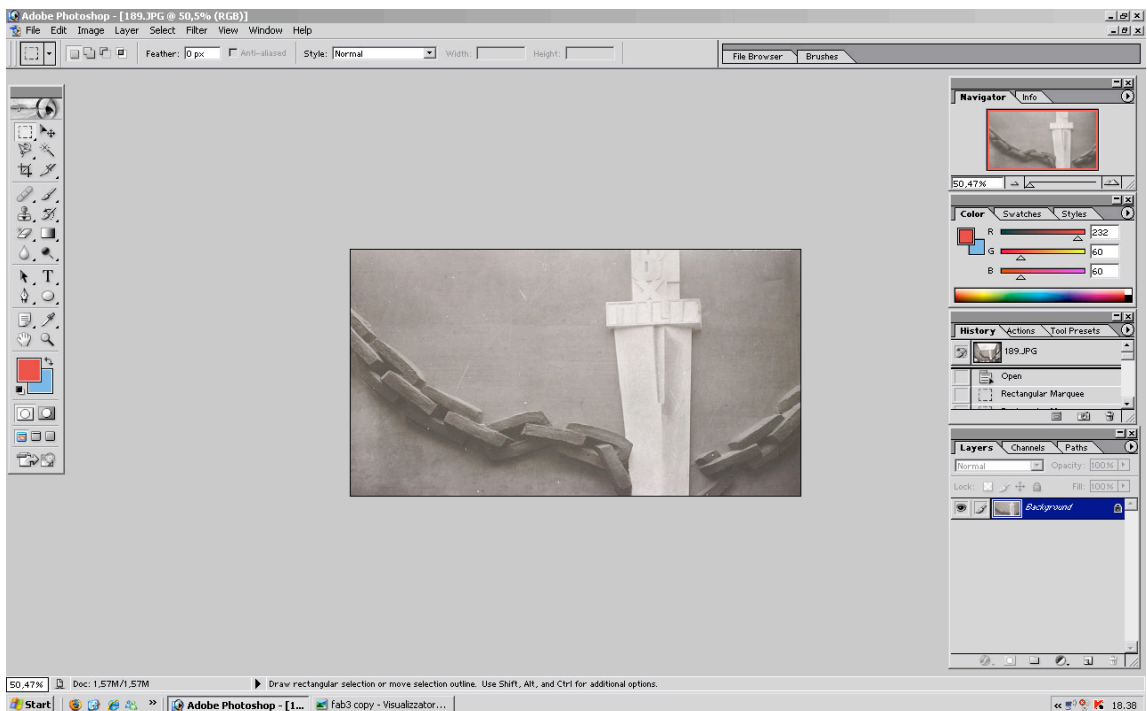 Adobe Photoshop - [189.JPG @ 50,5% (RGB)]
File Edit Image Layer Select Filter View Window Help
Feather: 0 px Anti-aliased Style: Normal Width: Height: File Browser Brushes
Navigator Info
50,47%
Color Swatches Styles
R 232
G 60
B 60
History Actions Tool Presets
189.JPG
Open
Rectangular Marquee
Layers Channels Paths
Normal Opacity: 100%
Lock: Fill: 100%
Background
50,47% Doc: 1,57M/1,57M Draw rectangular selection or move selection outline. Use Shift, Alt, and Ctrl for additional options.
Start Adobe Photoshop - [1... fab3 copy - Visualizzator... 18.38